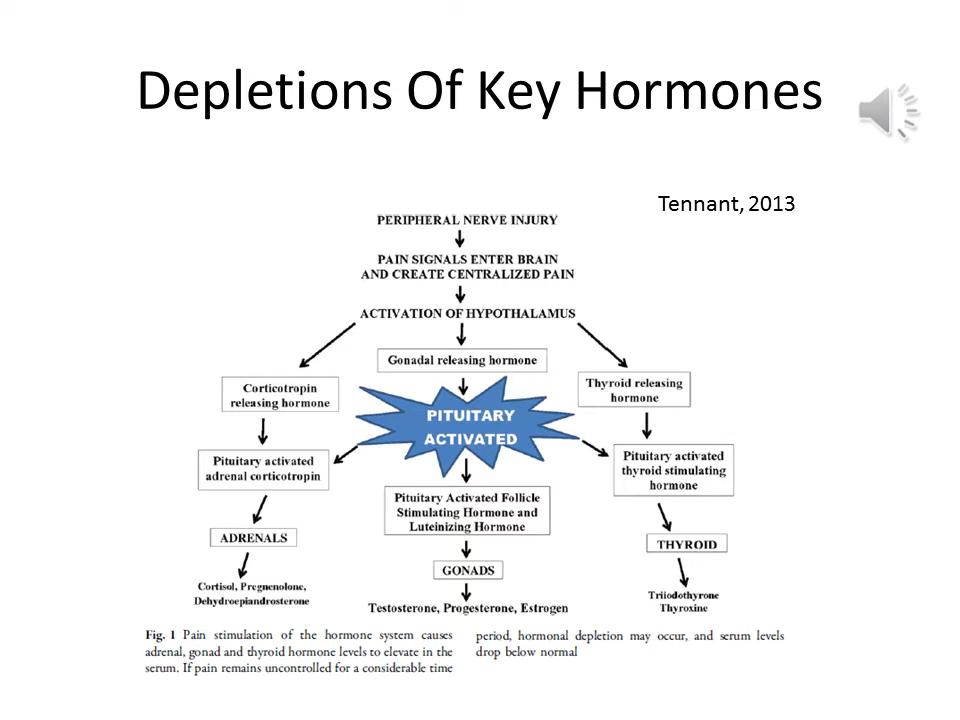 Depletions Of Key Hormones
Tennant, 2013
PERIPHERAL NERVE INJURY
PAIN SIGNALS ENTER BRAIN
AND CREATE CENTRALIZED PAIN
ACTIVATION OF HYPOTHALAMUS
Gonadal releasing hormone
Corticotropin
releasing hormone
Thyroid releasing
hormone
PITUITARY
ACTIVATED
Pituitary activated
adrenal corticotropin
Pituitary activated
thyroid stimulating
hormone
Pituitary Activated Follicle
Stimulating Hormone and
Luteinizing Hormone
ADRENALS
GONADS
THYROID
Cortisol, Pregnenolone,
Dehydroepiandrosterone
Testosterone, Progesterone, Estrogen
Triiodothyrone
Thyroxine
Fig. 1 Pain stimulation of the hormone system causes
adrenal, gonad and thyroid hormone levels to elevate in the
serum. If pain remains uncontrolled for a considerable time
period, hormonal depletion may occur, and serum levels
drop below normal